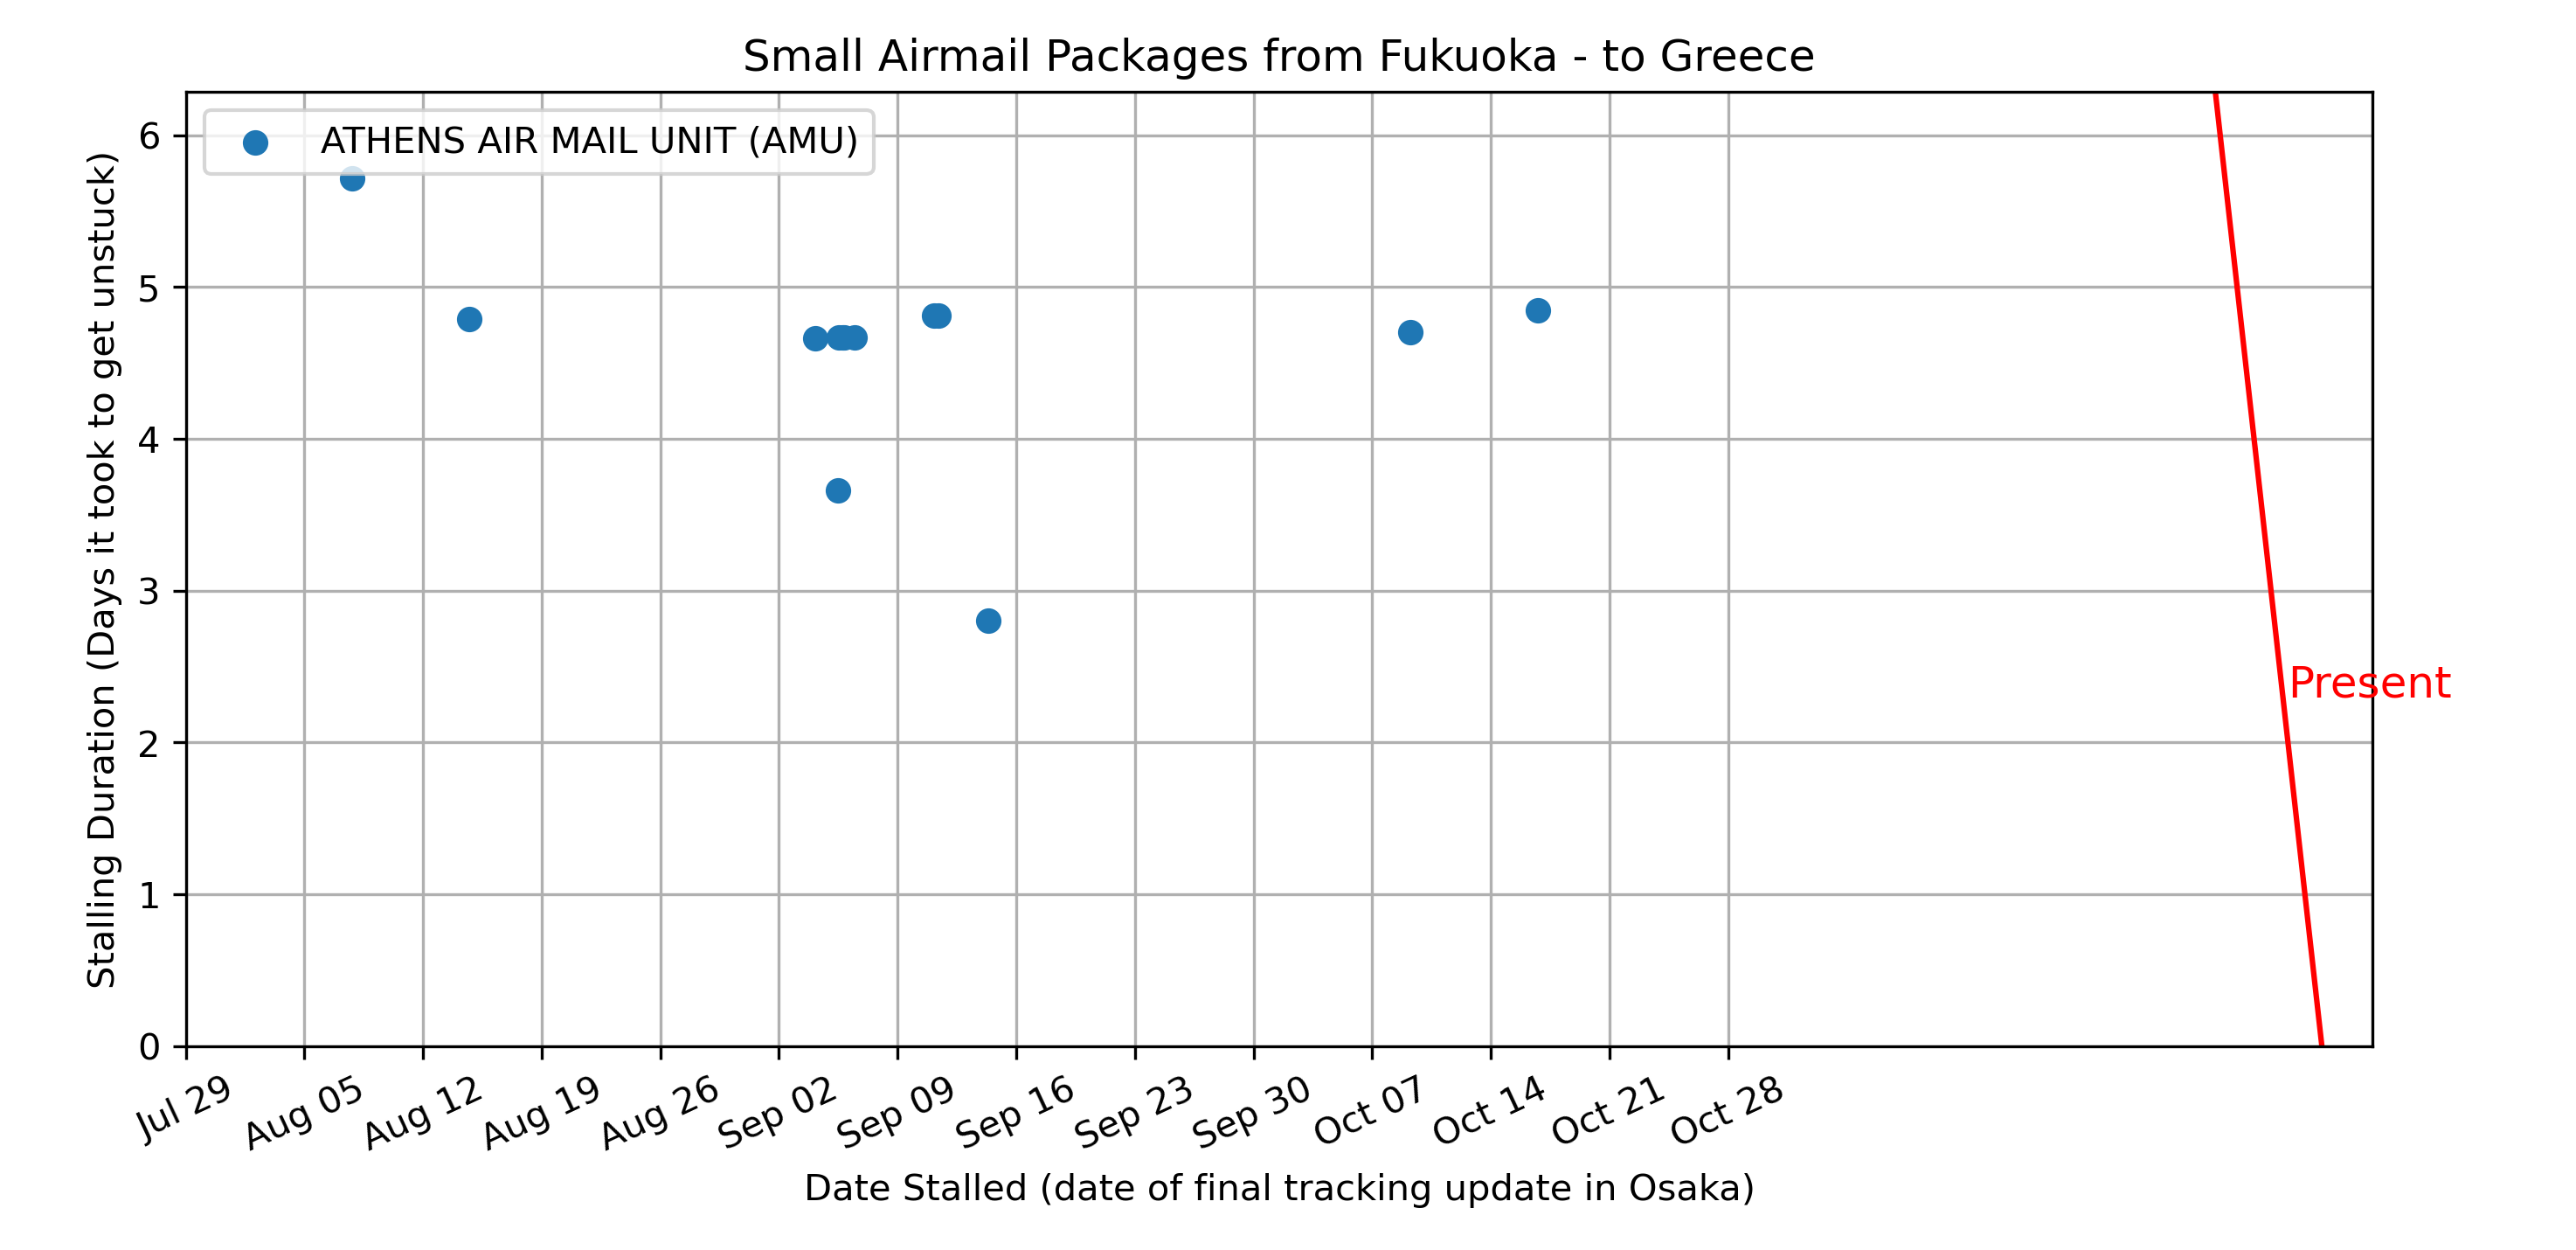 Small Airmail Packages from Fukuoka - to Greece
ATHENS AIR MAIL UNIT (AMU)
Stalling Duration (Days it took to get unstuck)
6
5
4
3
2
1
0
Present
Jul 29
Aug 05
Aug 12
Aug 19
Aug 26
Sep 02
Sep 09
Sep 16
Sep 23
Sep 30
Oct 07
Oct 14
Oct 21
Oct 28
Date Stalled (date of final tracking update in Osaka)